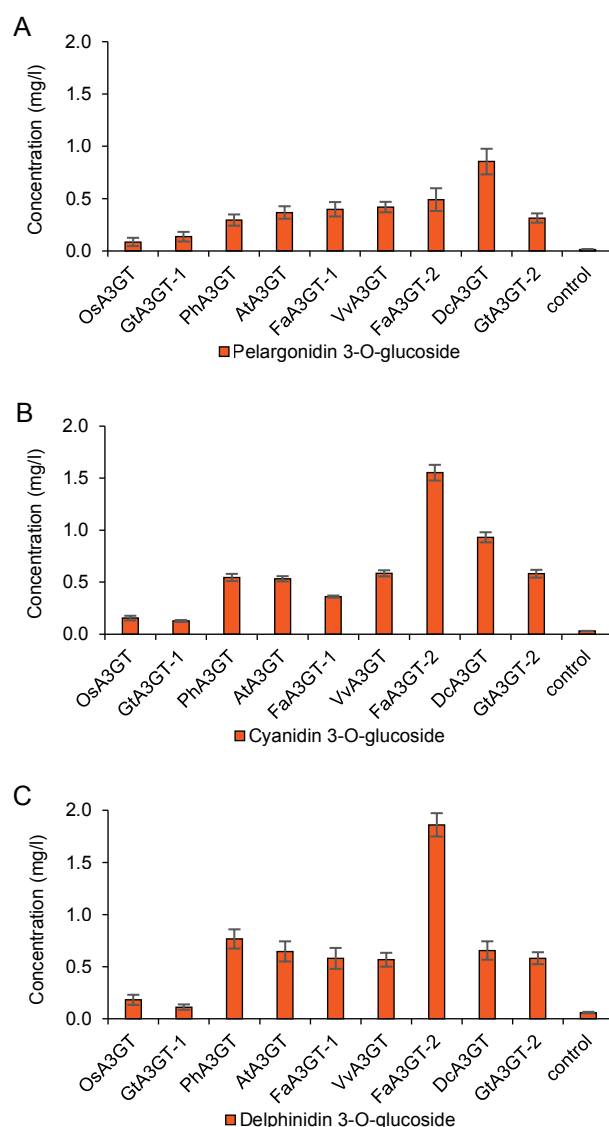 A
Concentration (mg/l)
2.0
1.5
1.0
0.5
0.0
OsA3GT
GtA3GT-1
PhA3GT
AtA3GT
FaA3GT-1
VvA3GT
FaA3GT-2
DcA3GT
GtA3GT-2
control
Pelargonidin 3-O-glucoside
B
Concentration (mg/l)
2.0
1.5
1.0
0.5
0.0
OsA3GT
GtA3GT-1
PhA3GT
AtA3GT
FaA3GT-1
VvA3GT
FaA3GT-2
DcA3GT
GtA3GT-2
control
Cyanidin 3-O-glucoside
C
Concentration (mg/l)
2.0
1.5
1.0
0.5
0.0
OsA3GT
GtA3GT-1
PhA3GT
AtA3GT
FaA3GT-1
VvA3GT
FaA3GT-2
DcA3GT
GtA3GT-2
control
Delphinidin 3-O-glucoside